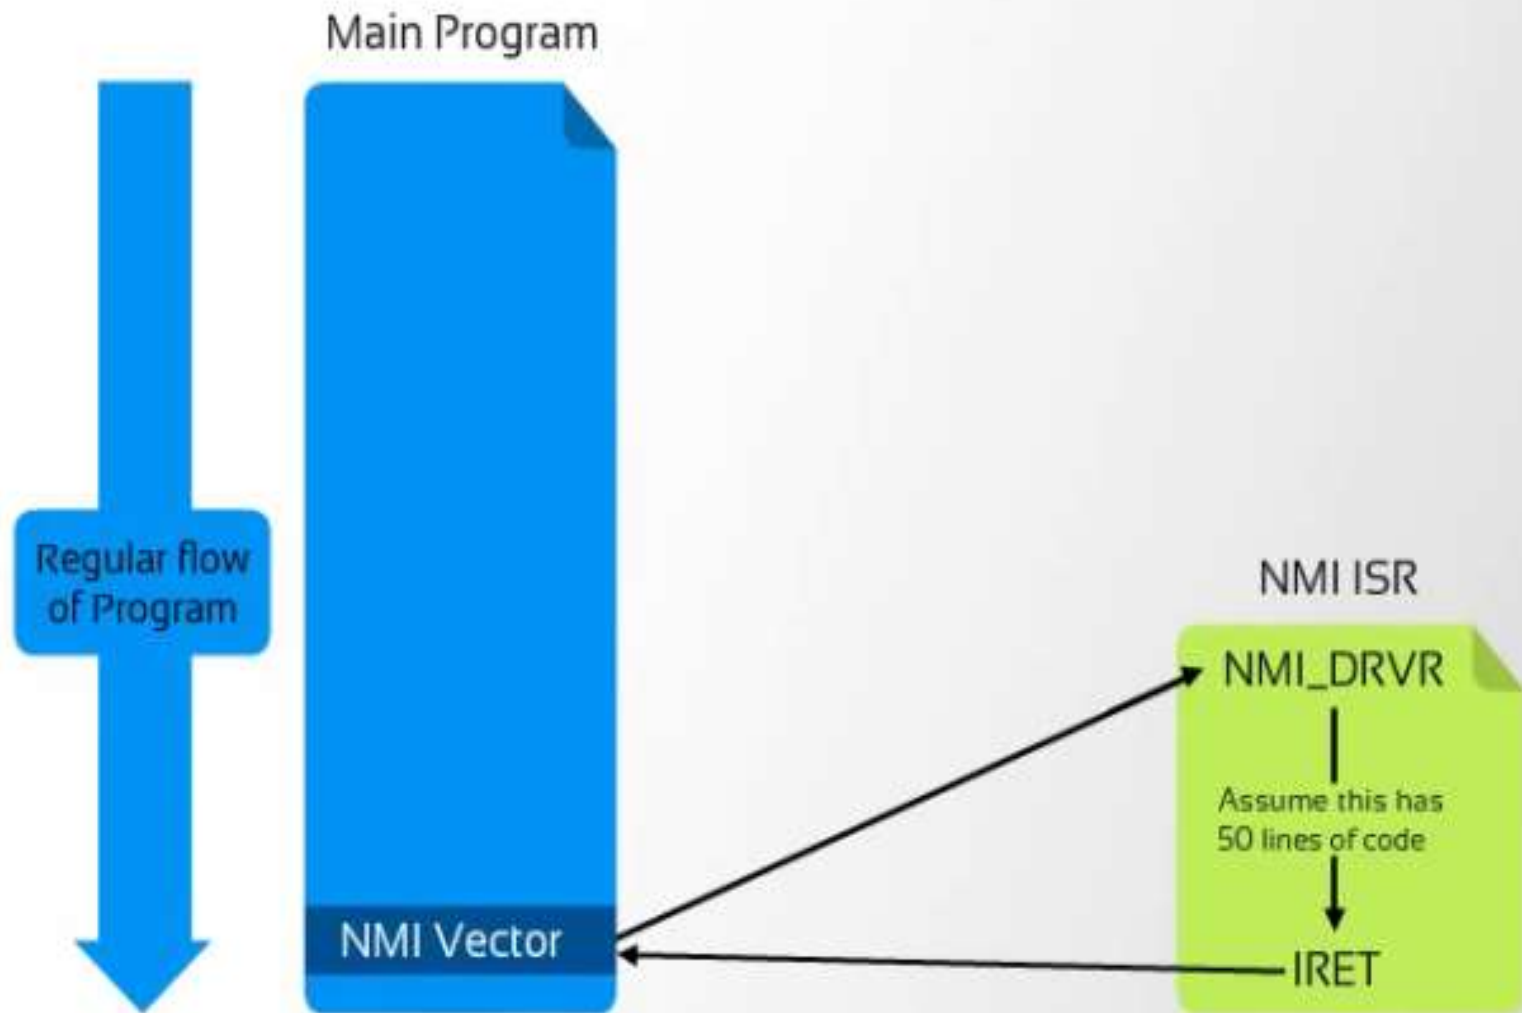 Main Program
Regular flow
of Program
NMI Vector
NMI ISR
NMI_DRVR
Assume this has
50 lines of code
IRET